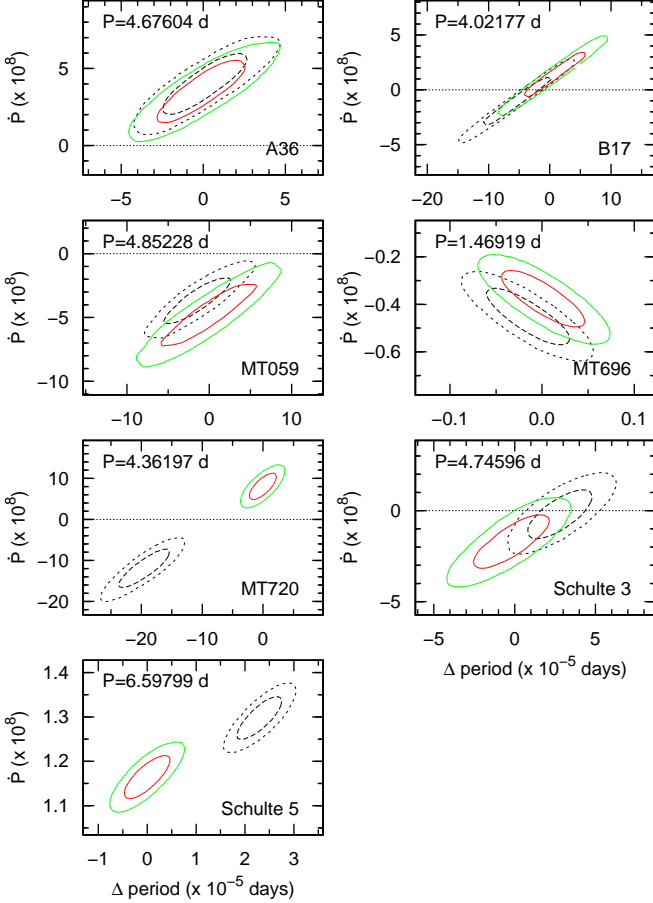 P=4.67604 d
P=4.02177 d
Ṗ (x 10⁸)
5
0
A36
−5
0
5
Ṗ (x 10⁸)
5
0
−5
B17
−20
−10
0
10
P=4.85228 d
P=1.46919 d
Ṗ (x 10⁸)
0
−5
−10
MT059
−10
0
10
Ṗ (x 10⁸)
−0.2
−0.4
−0.6
MT696
−0.1
0.0
0.1
P=4.36197 d
P=4.74596 d
Ṗ (x 10⁸)
10
0
−10
−20
MT720
−20
−10
0
Ṗ (x 10⁸)
0
−5
Schulte 3
−5
0
5
Δ period (x 10⁻⁵ days)
P=6.59799 d
Ṗ (x 10⁸)
1.4
1.3
1.2
1.1
Schulte 5
−1
0
1
2
3
Δ period (x 10⁻⁵ days)